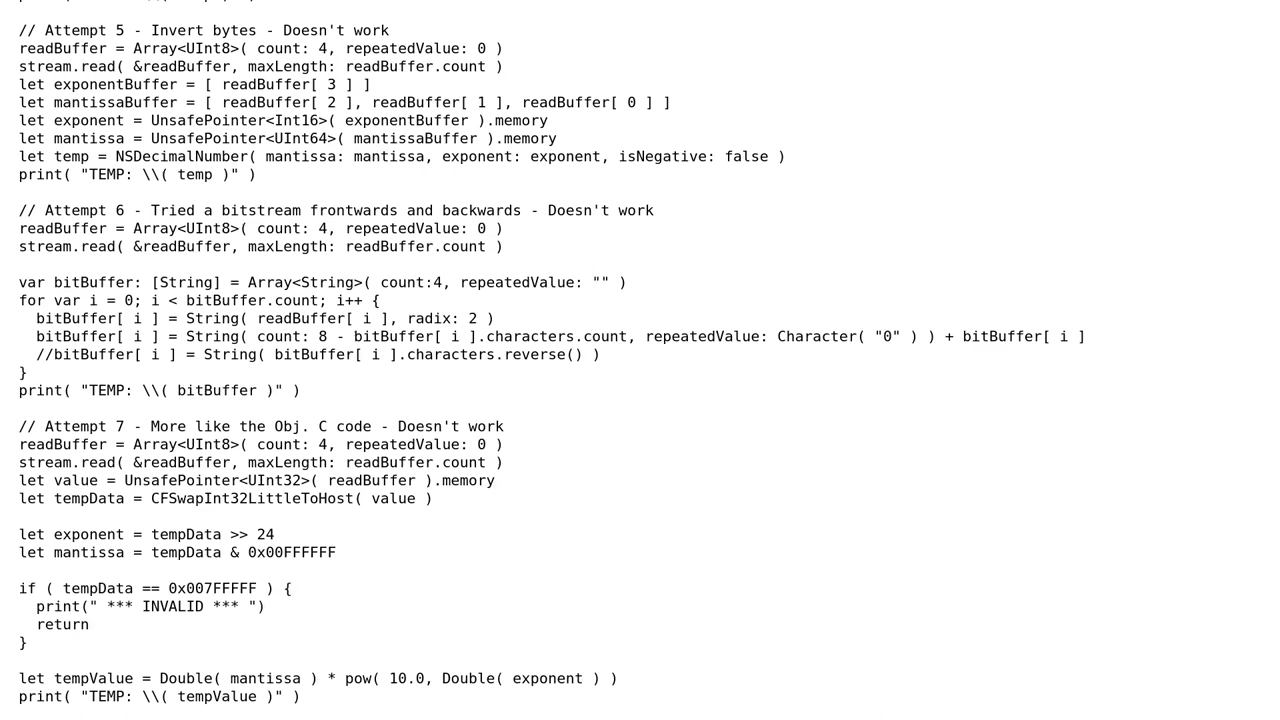 // Attempt 5 - Invert bytes - Doesn't work
readBuffer = Array<UInt8>( count: 4, repeatedValue: 0 )
stream.read( &readBuffer, maxLength: readBuffer.count )
let exponentBuffer = [ readBuffer[ 3 ] ]
let mantissaBuffer = [ readBuffer[ 2 ], readBuffer[ 1 ], readBuffer[ 0 ] ]
let exponent = UnsafePointer<Int16>( exponentBuffer ).memory
let mantissa = UnsafePointer<UInt64>( mantissaBuffer ).memory
let temp = NSDecimalNumber( mantissa: mantissa, exponent: exponent, isNegative: false )
print( "TEMP: \\( temp )" )

// Attempt 6 - Tried a bitstream frontwards and backwards - Doesn't work
readBuffer = Array<UInt8>( count: 4, repeatedValue: 0 )
stream.read( &readBuffer, maxLength: readBuffer.count )

var bitBuffer: [String] = Array<String>( count:4, repeatedValue: "" )
for var i = 0; i < bitBuffer.count; i++ {
  bitBuffer[ i ] = String( readBuffer[ i ], radix: 2 )
  bitBuffer[ i ] = String( count: 8 - bitBuffer[ i ].characters.count, repeatedValue: Character( "0" ) ) + bitBuffer[ i ]
  //bitBuffer[ i ] = String( bitBuffer[ i ].characters.reverse() )
}
print( "TEMP: \\( bitBuffer )" )

// Attempt 7 - More like the Obj. C code - Doesn't work
readBuffer = Array<UInt8>( count: 4, repeatedValue: 0 )
stream.read( &readBuffer, maxLength: readBuffer.count )
let value = UnsafePointer<UInt32>( readBuffer ).memory
let tempData = CFSwapInt32LittleToHost( value )

let exponent = tempData >> 24
let mantissa = tempData & 0x00FFFFFF

if ( tempData == 0x007FFFFF ) {
  print(" *** INVALID *** ")
  return
}

let tempValue = Double( mantissa ) * pow( 10.0, Double( exponent ) )
print( "TEMP: \\( tempValue )" )